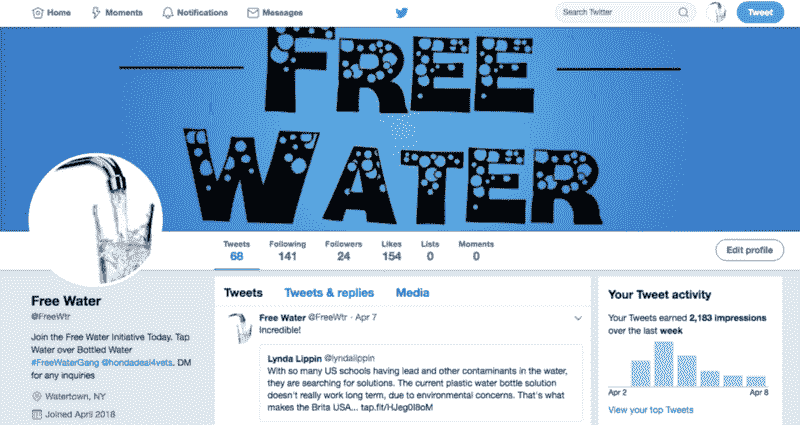 Home Moments Notifications Messages Search Twitter Tweet
FREE
WATER
Tweets Following Followers Likes Lists Moments
68 141 24 154 0 0
Edit profile
Free Water
@FreeWtr
Join the Free Water Initiative Today. Tap
Water over Bottled Water
#FreeWaterGang @hondadeal4vets. DM
for any inquiries
Watertown, NY
Joined April 2018
Tweets Tweets & replies Media
Free Water @FreeWtr · Apr 7
Incredible!
Lynda Lippin @lyndalippin
With so many US schools having lead and other contaminants in the water,
they are searching for solutions. The current plastic water bottle solution
doesn't really work long term, due to environmental concerns. That's what
makes the Brita USA... tap.fit/HJeg0I8oM
Your Tweet activity
Your Tweets earned 2,183 impressions
over the last week
Apr 2 Apr 8
View your top Tweets